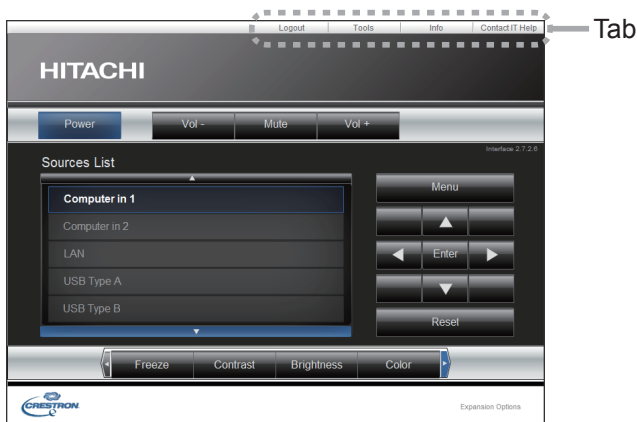 Logout Tools Info Contact IT Help Tab
HITACHI
Power Vol - Mute Vol +
Interface 2.7.2.6
Sources List
Computer in 1
Computer in 2
LAN
USB Type A
USB Type B
Menu
Enter
Reset
Freeze Contrast Brightness Color
CRESTRON
Expansion Options